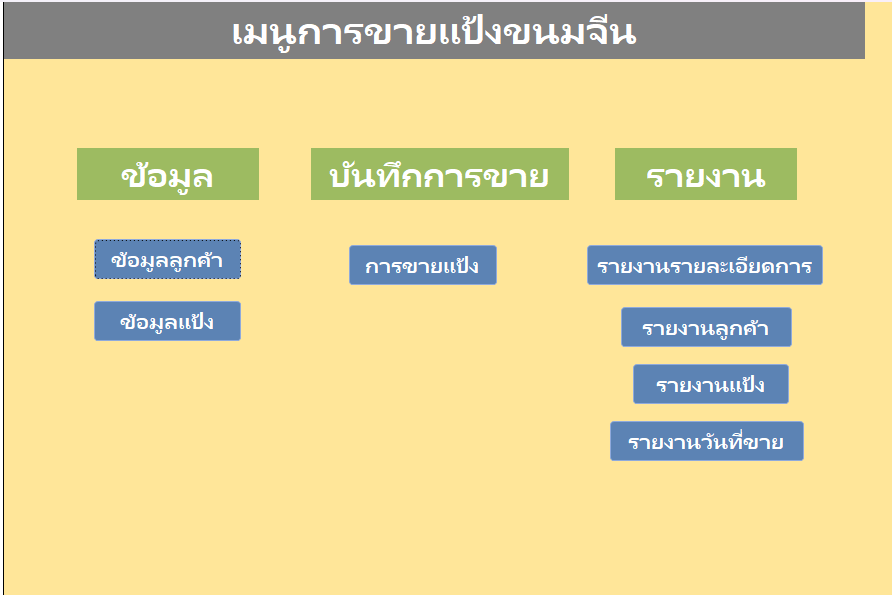 เมนูการขายแป้งขนมจีน
ข้อมูล
บันทึกการขาย
รายงาน
ข้อมูลลูกค้า
ข้อมูลแป้ง
การขายแป้ง
รายงานรายละเอียดการ
รายงานลูกค้า
รายงานแป้ง
รายงานวันที่ขาย